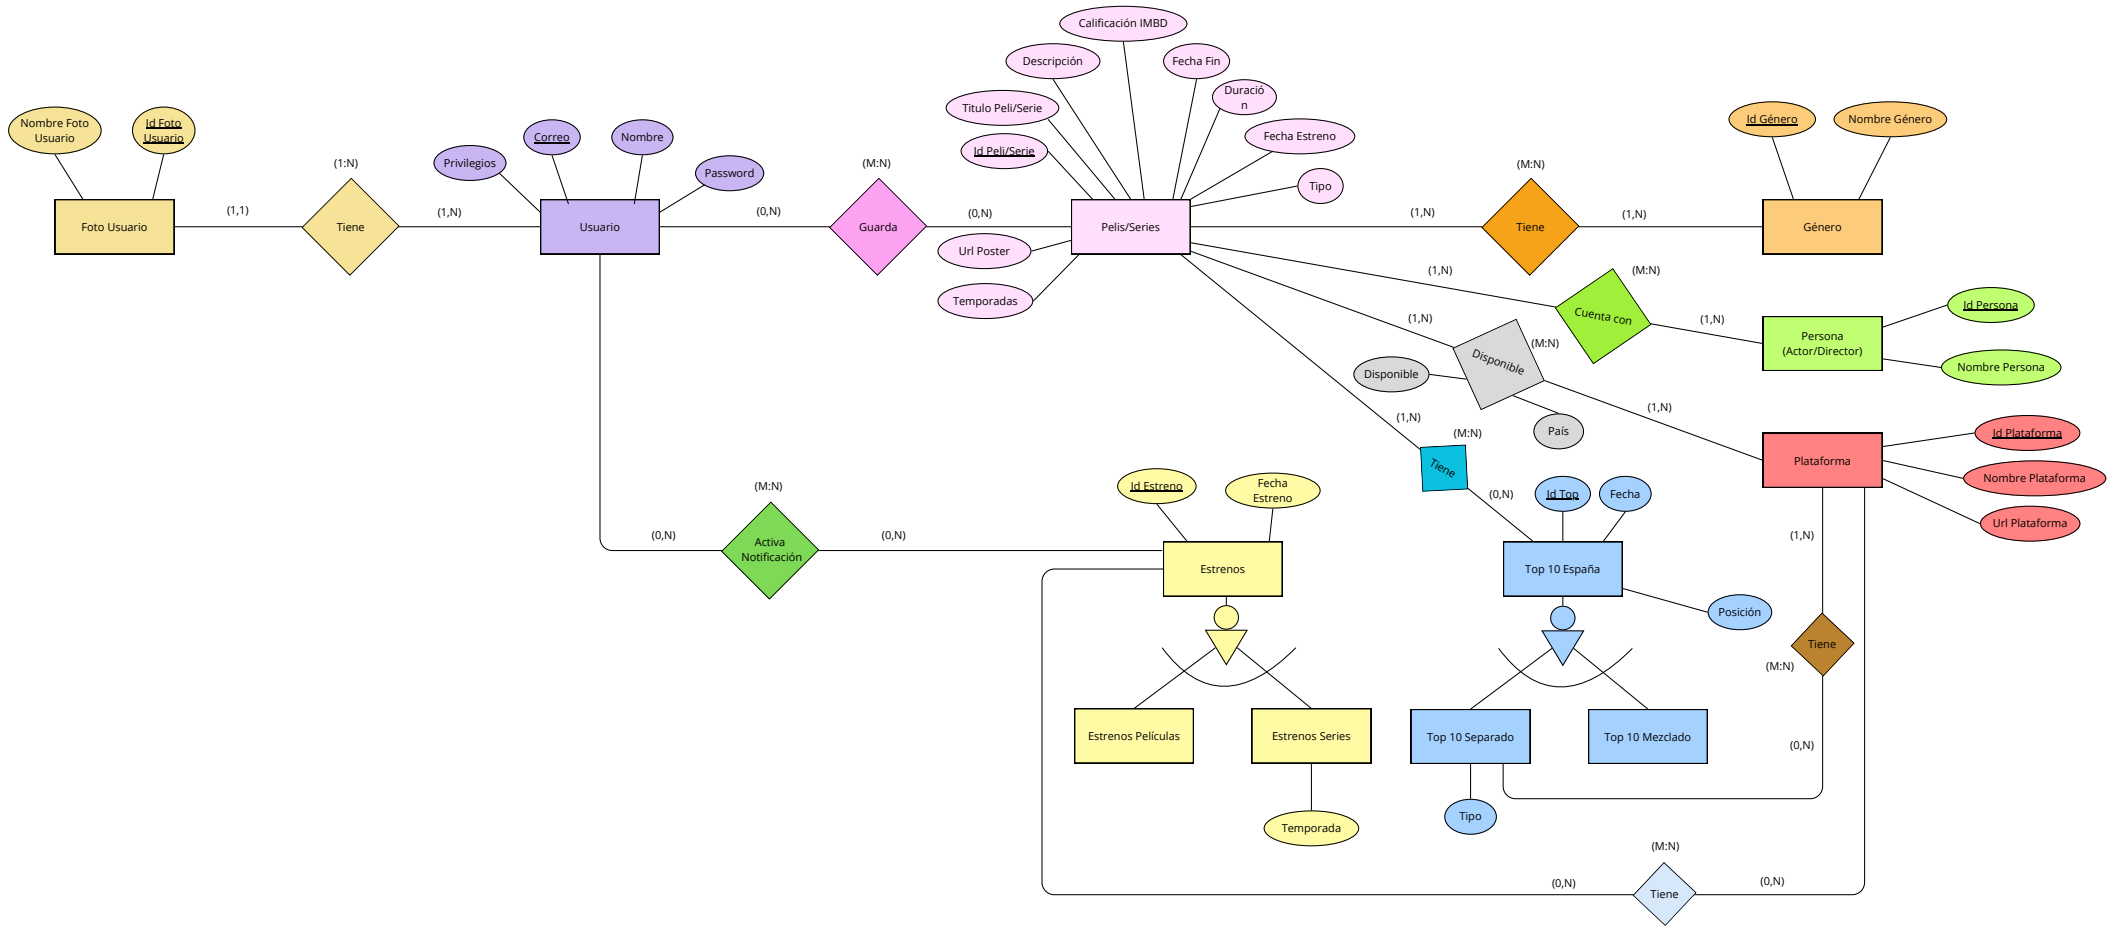 Calificación IMBD
Descripción
Fecha Fin
Duració
n
Titulo Peli/Serie
Fecha Estreno
Id Peli/Serie
Tipo
Nombre Foto
Usuario
Id Foto
Usuario
(1:N)
Privilegios
Correo
Nombre
Password
(M:N)
(M:N)
Id Género
Nombre Género
Foto Usuario
(1,1)
Tiene
(1,N)
Usuario
(0,N)
Guarda
(0,N)
Pelis/Series
(1,N)
Tiene
(1,N)
Género
Url Poster
Temporadas
(1,N)
(M:N)
Cuenta con
(1,N)
Persona
(Actor/Director)
Id Persona
Nombre Persona
(1,N)
(M:N)
Disponible
Disponible
País
(1,N)
(1,N)
(M:N)
Tiene
(0,N)
Plataforma
Id Plataforma
Nombre Plataforma
Url Plataforma
(M:N)
(0,N)
Activa
Notificación
(0,N)
Id Estreno
Fecha
Estreno
Estrenos
Id Top
Fecha
Top 10 España
Posición
(1,N)
Tiene
(M:N)
(0,N)
Estrenos Películas
Estrenos Series
Temporada
Top 10 Separado
Top 10 Mezclado
Tipo
(M:N)
(0,N)
Tiene
(0,N)